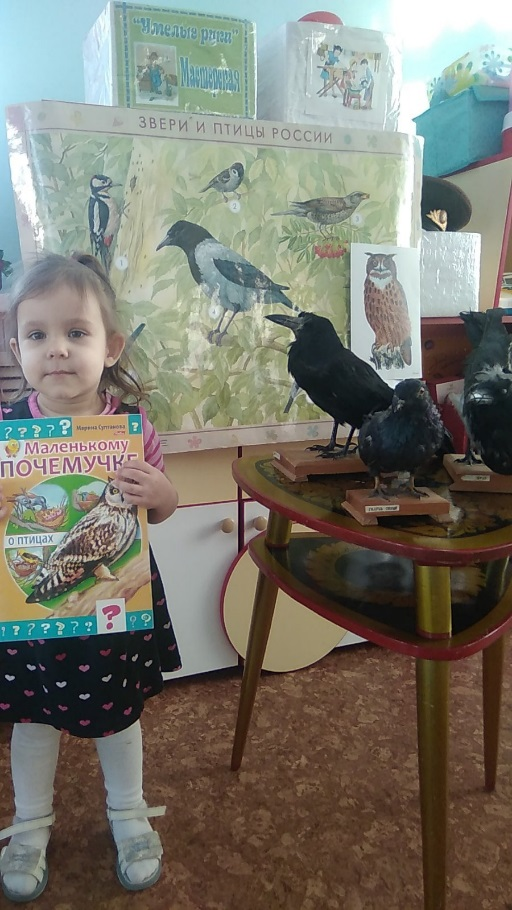 "Умелые руки"
Мастерская
ЗВЕРИ И ПТИЦЫ РОССИИ
Марина Султанова
Маленькому
ПОЧЕМУЧКЕ
о птицах